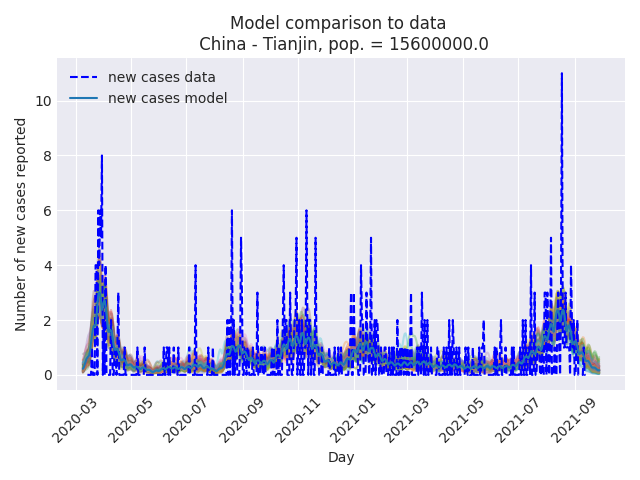 Model comparison to data
China - Tianjin, pop. = 15600000.0
new cases data
new cases model
Number of new cases reported
10
8
6
4
2
0
2020-03
2020-05
2020-07
2020-09
2020-11
2021-01
2021-03
2021-05
2021-07
2021-09
Day